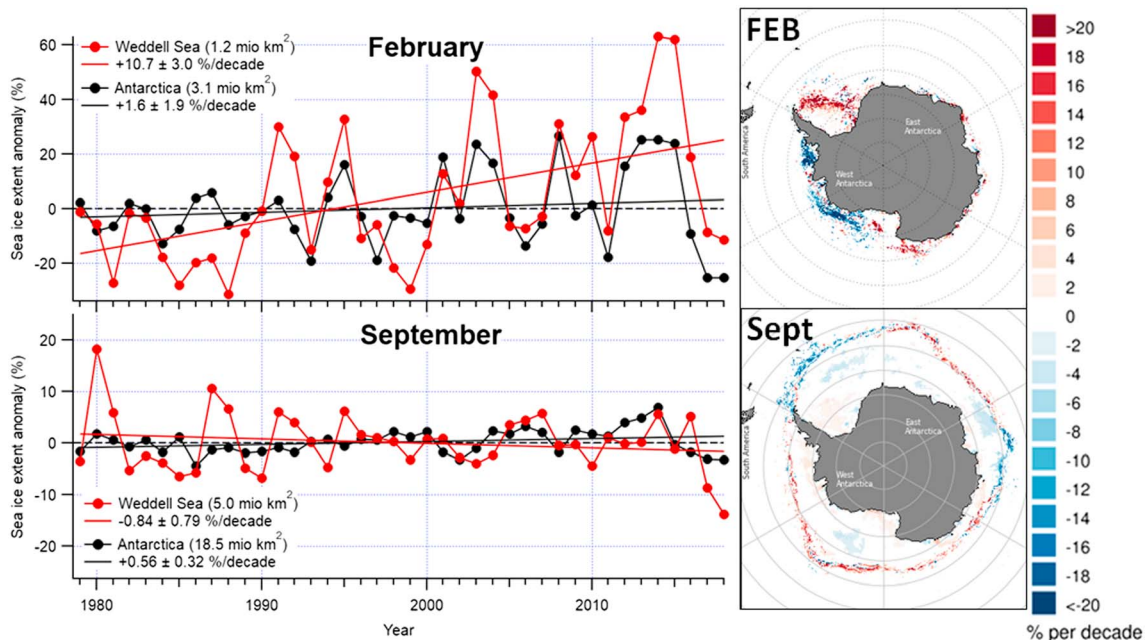 February
Weddell Sea (1.2 mio km²)
+10.7 ± 3.0 %/decade
Antarctica (3.1 mio km²)
+1.6 ± 1.9 %/decade
Sea ice extent anomaly (%)
60
40
20
0
-20
September
Weddell Sea (5.0 mio km²)
-0.84 ± 0.79 %/decade
Antarctica (18.5 mio km²)
+0.56 ± 0.32 %/decade
Sea ice extent anomaly (%)
20
10
0
-10
-20
1980 1990 2000 2010
Year
FEB
South America
East
Antarctica
West
Antarctica
Sept
South America
East
Antarctica
West
Antarctica
>20
18
16
14
12
10
8
6
4
2
0
-2
-4
-6
-8
-10
-12
-14
-16
-18
<-20
% per decade